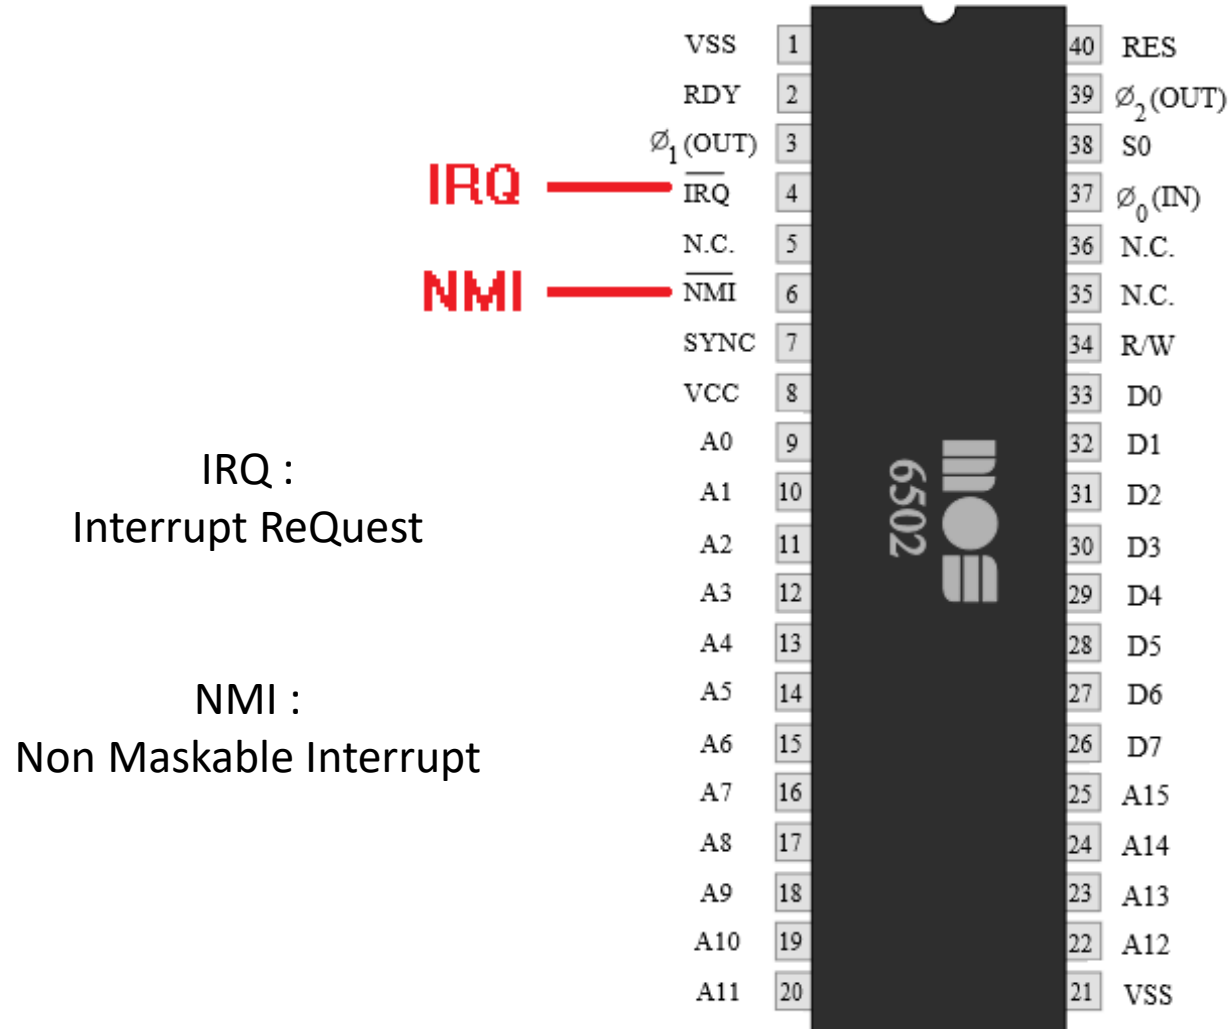 VSS 1 40 RES
RDY 2 39 Ø2(OUT)
Ø1(OUT) 3 38 S0
IRQ IRQ 4 37 Ø0(IN)
N.C. 5 36 N.C.
NMI NMI 6 35 N.C.
SYNC 7 34 R/W
VCC 8 33 D0
A0 9 32 D1
IRQ :
A1 10 31 D2
Interrupt ReQuest
A2 11 30 D3
A3 12 29 D4
A4 13 28 D5
NMI :
A5 14 27 D6
Non Maskable Interrupt
A6 15 26 D7
A7 16 25 A15
A8 17 24 A14
A9 18 23 A13
A10 19 22 A12
A11 20 21 VSS
mos
6502